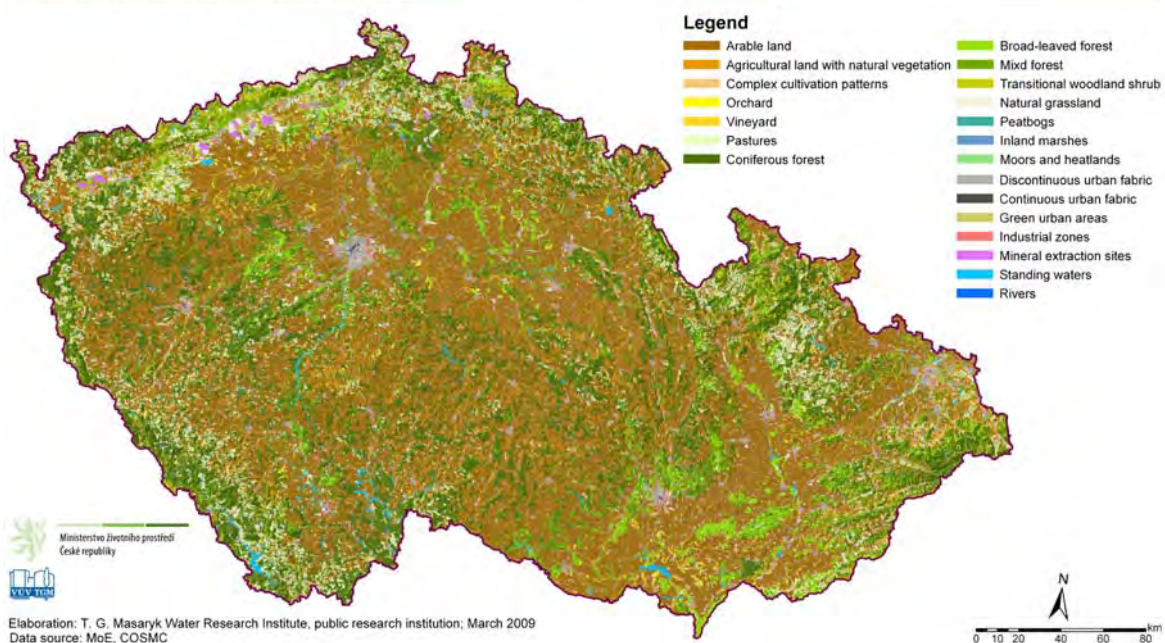 Legend
Arable land
Agricultural land with natural vegetation
Complex cultivation patterns
Orchard
Vineyard
Pastures
Coniferous forest
Broad-leaved forest
Mixd forest
Transitional woodland shrub
Natural grassland
Peatbogs
Inland marshes
Moors and heatlands
Discontinuous urban fabric
Continuous urban fabric
Green urban areas
Industrial zones
Mineral extraction sites
Standing waters
Rivers
Ministerstvo životního prostředí
České republiky
VÚV TGM
Elaboration: T. G. Masaryk Water Research Institute, public research institution; March 2009
Data source: MoE, COSMC
N
km
0 10 20 40 60 80